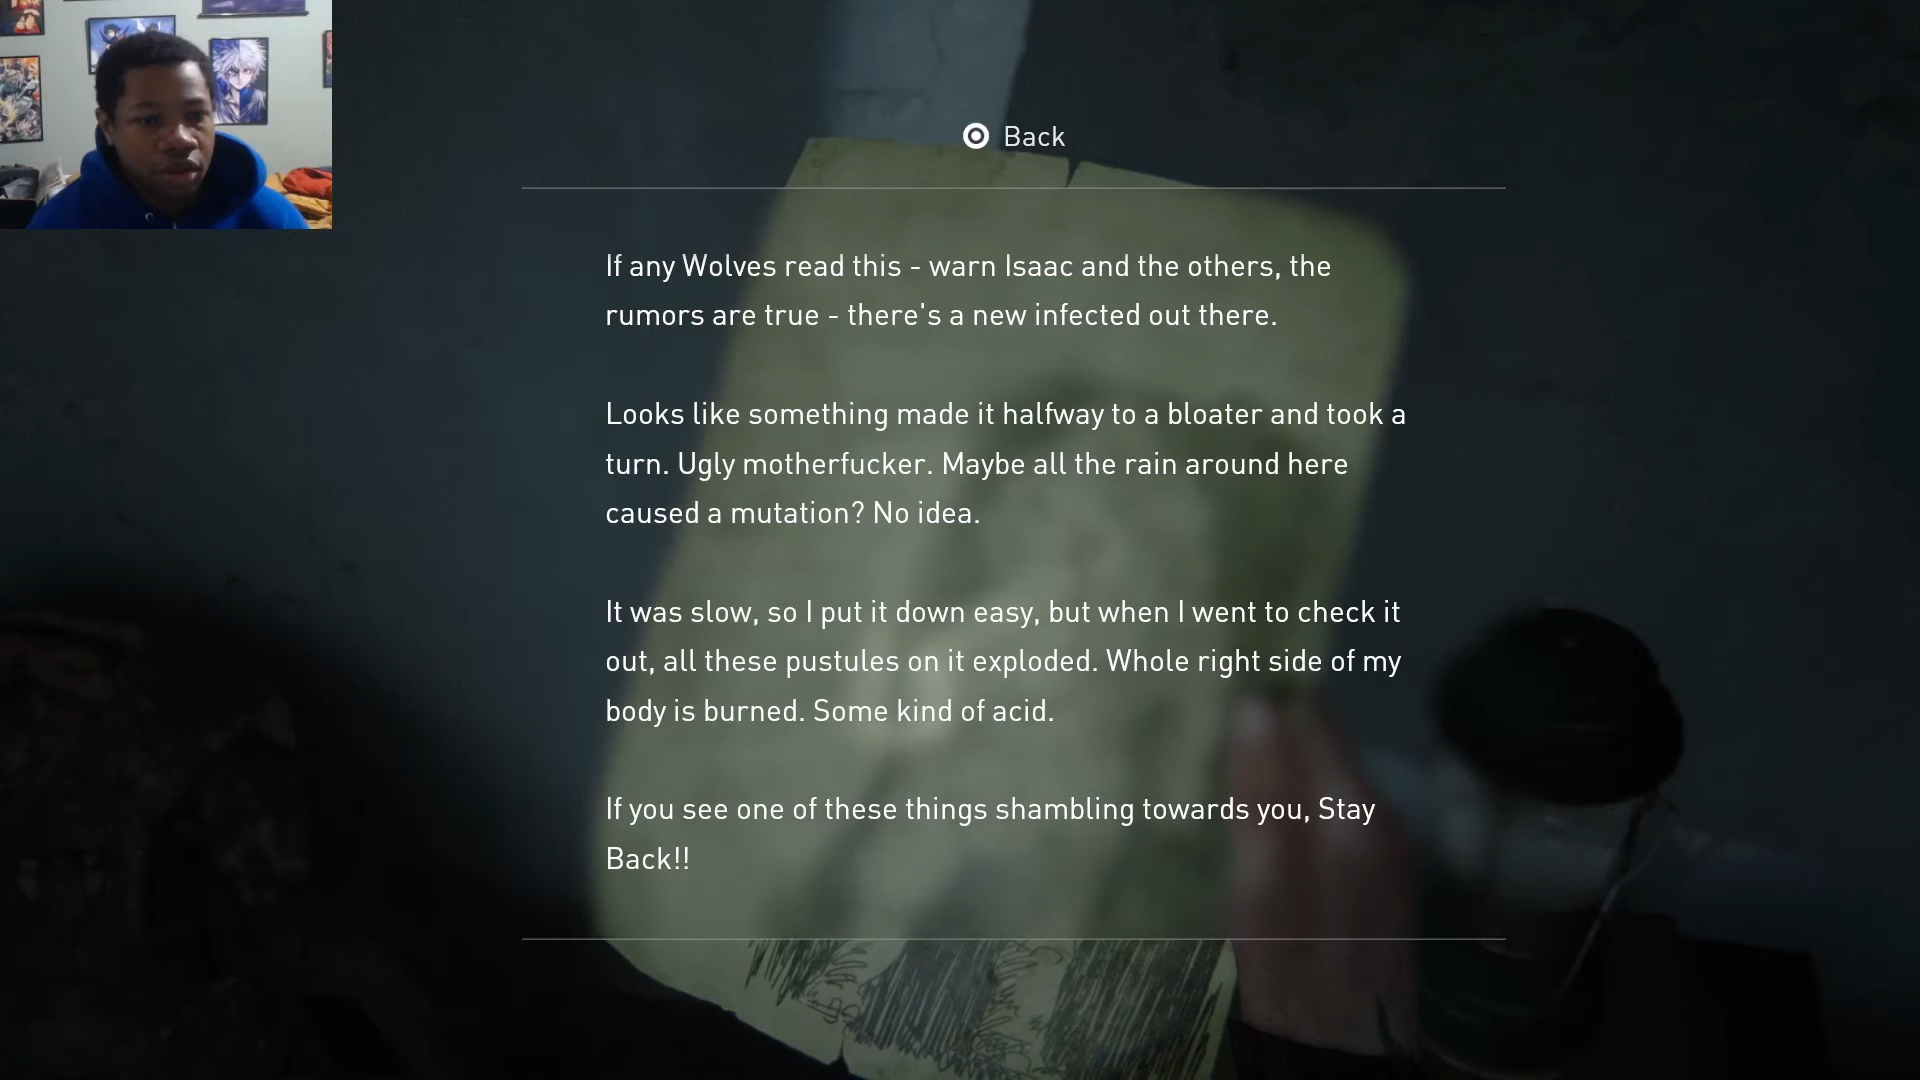 Back
If any Wolves read this - warn Isaac and the others, the
rumors are true - there's a new infected out there.
Looks like something made it halfway to a bloater and took a
turn. Ugly motherfucker. Maybe all the rain around here
caused a mutation? No idea.
It was slow, so I put it down easy, but when I went to check it
out, all these pustules on it exploded. Whole right side of my
body is burned. Some kind of acid.
If you see one of these things shambling towards you, Stay
Back!!